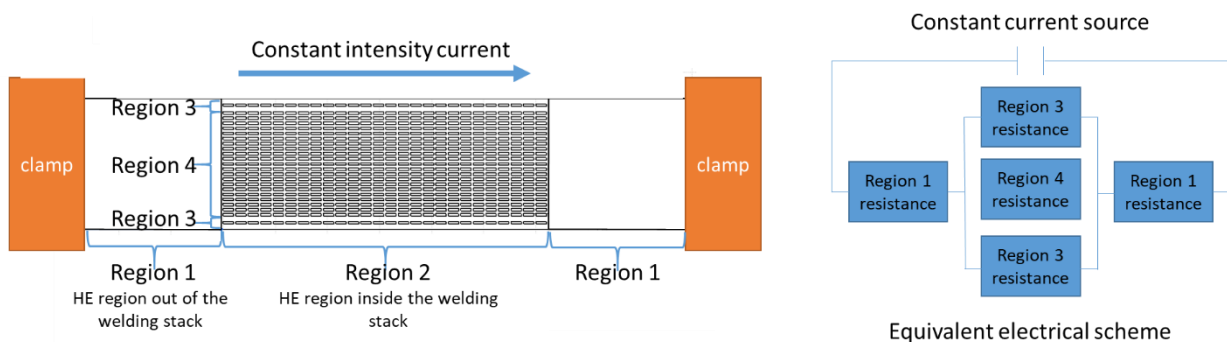 Constant intensity current
Region 3
clamp
Region 4
clamp
Region 3
Region 1
HE region out of the
welding stack
Region 2
HE region inside the welding
stack
Region 1
Constant current source
Region 3
resistance
Region 1
resistance
Region 4
resistance
Region 1
resistance
Region 3
resistance
Equivalent electrical scheme